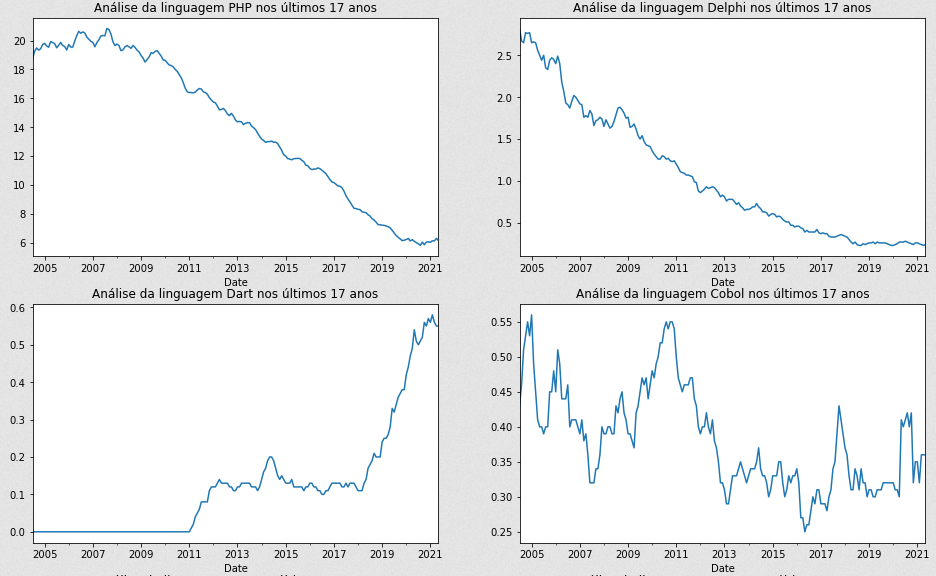 Análise da linguagem PHP nos últimos 17 anos
20
18
16
14
12
10
8
6
2005 2007 2009 2011 2013 2015 2017 2019 2021
Date
Análise da linguagem Delphi nos últimos 17 anos
2.5
2.0
1.5
1.0
0.5
2005 2007 2009 2011 2013 2015 2017 2019 2021
Date
Análise da linguagem Dart nos últimos 17 anos
0.6
0.5
0.4
0.3
0.2
0.1
0.0
2005 2007 2009 2011 2013 2015 2017 2019 2021
Date
Análise da linguagem Cobol nos últimos 17 anos
0.55
0.50
0.45
0.40
0.35
0.30
0.25
2005 2007 2009 2011 2013 2015 2017 2019 2021
Date